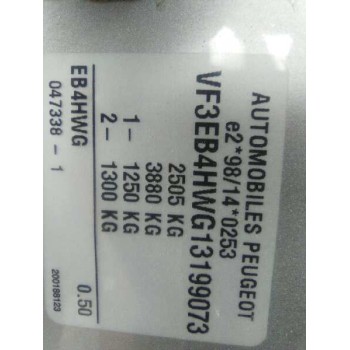 AUTOMOBILES PEUGEOT
e2*98/14*0253
VF3EB4HWG13199073
2505 KG
3880 KG
1- 1250 KG
2- 1300 KG
EB4HWG 0.50
047338 - 1
200188123